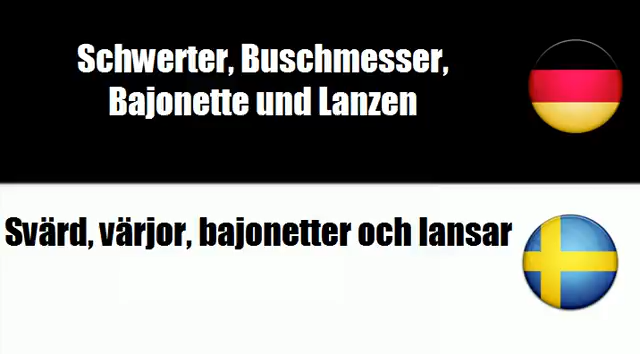 Schwerter, Buschmesser,
Bajonette und Lanzen
Svärd, värjor, bajonetter och lansar